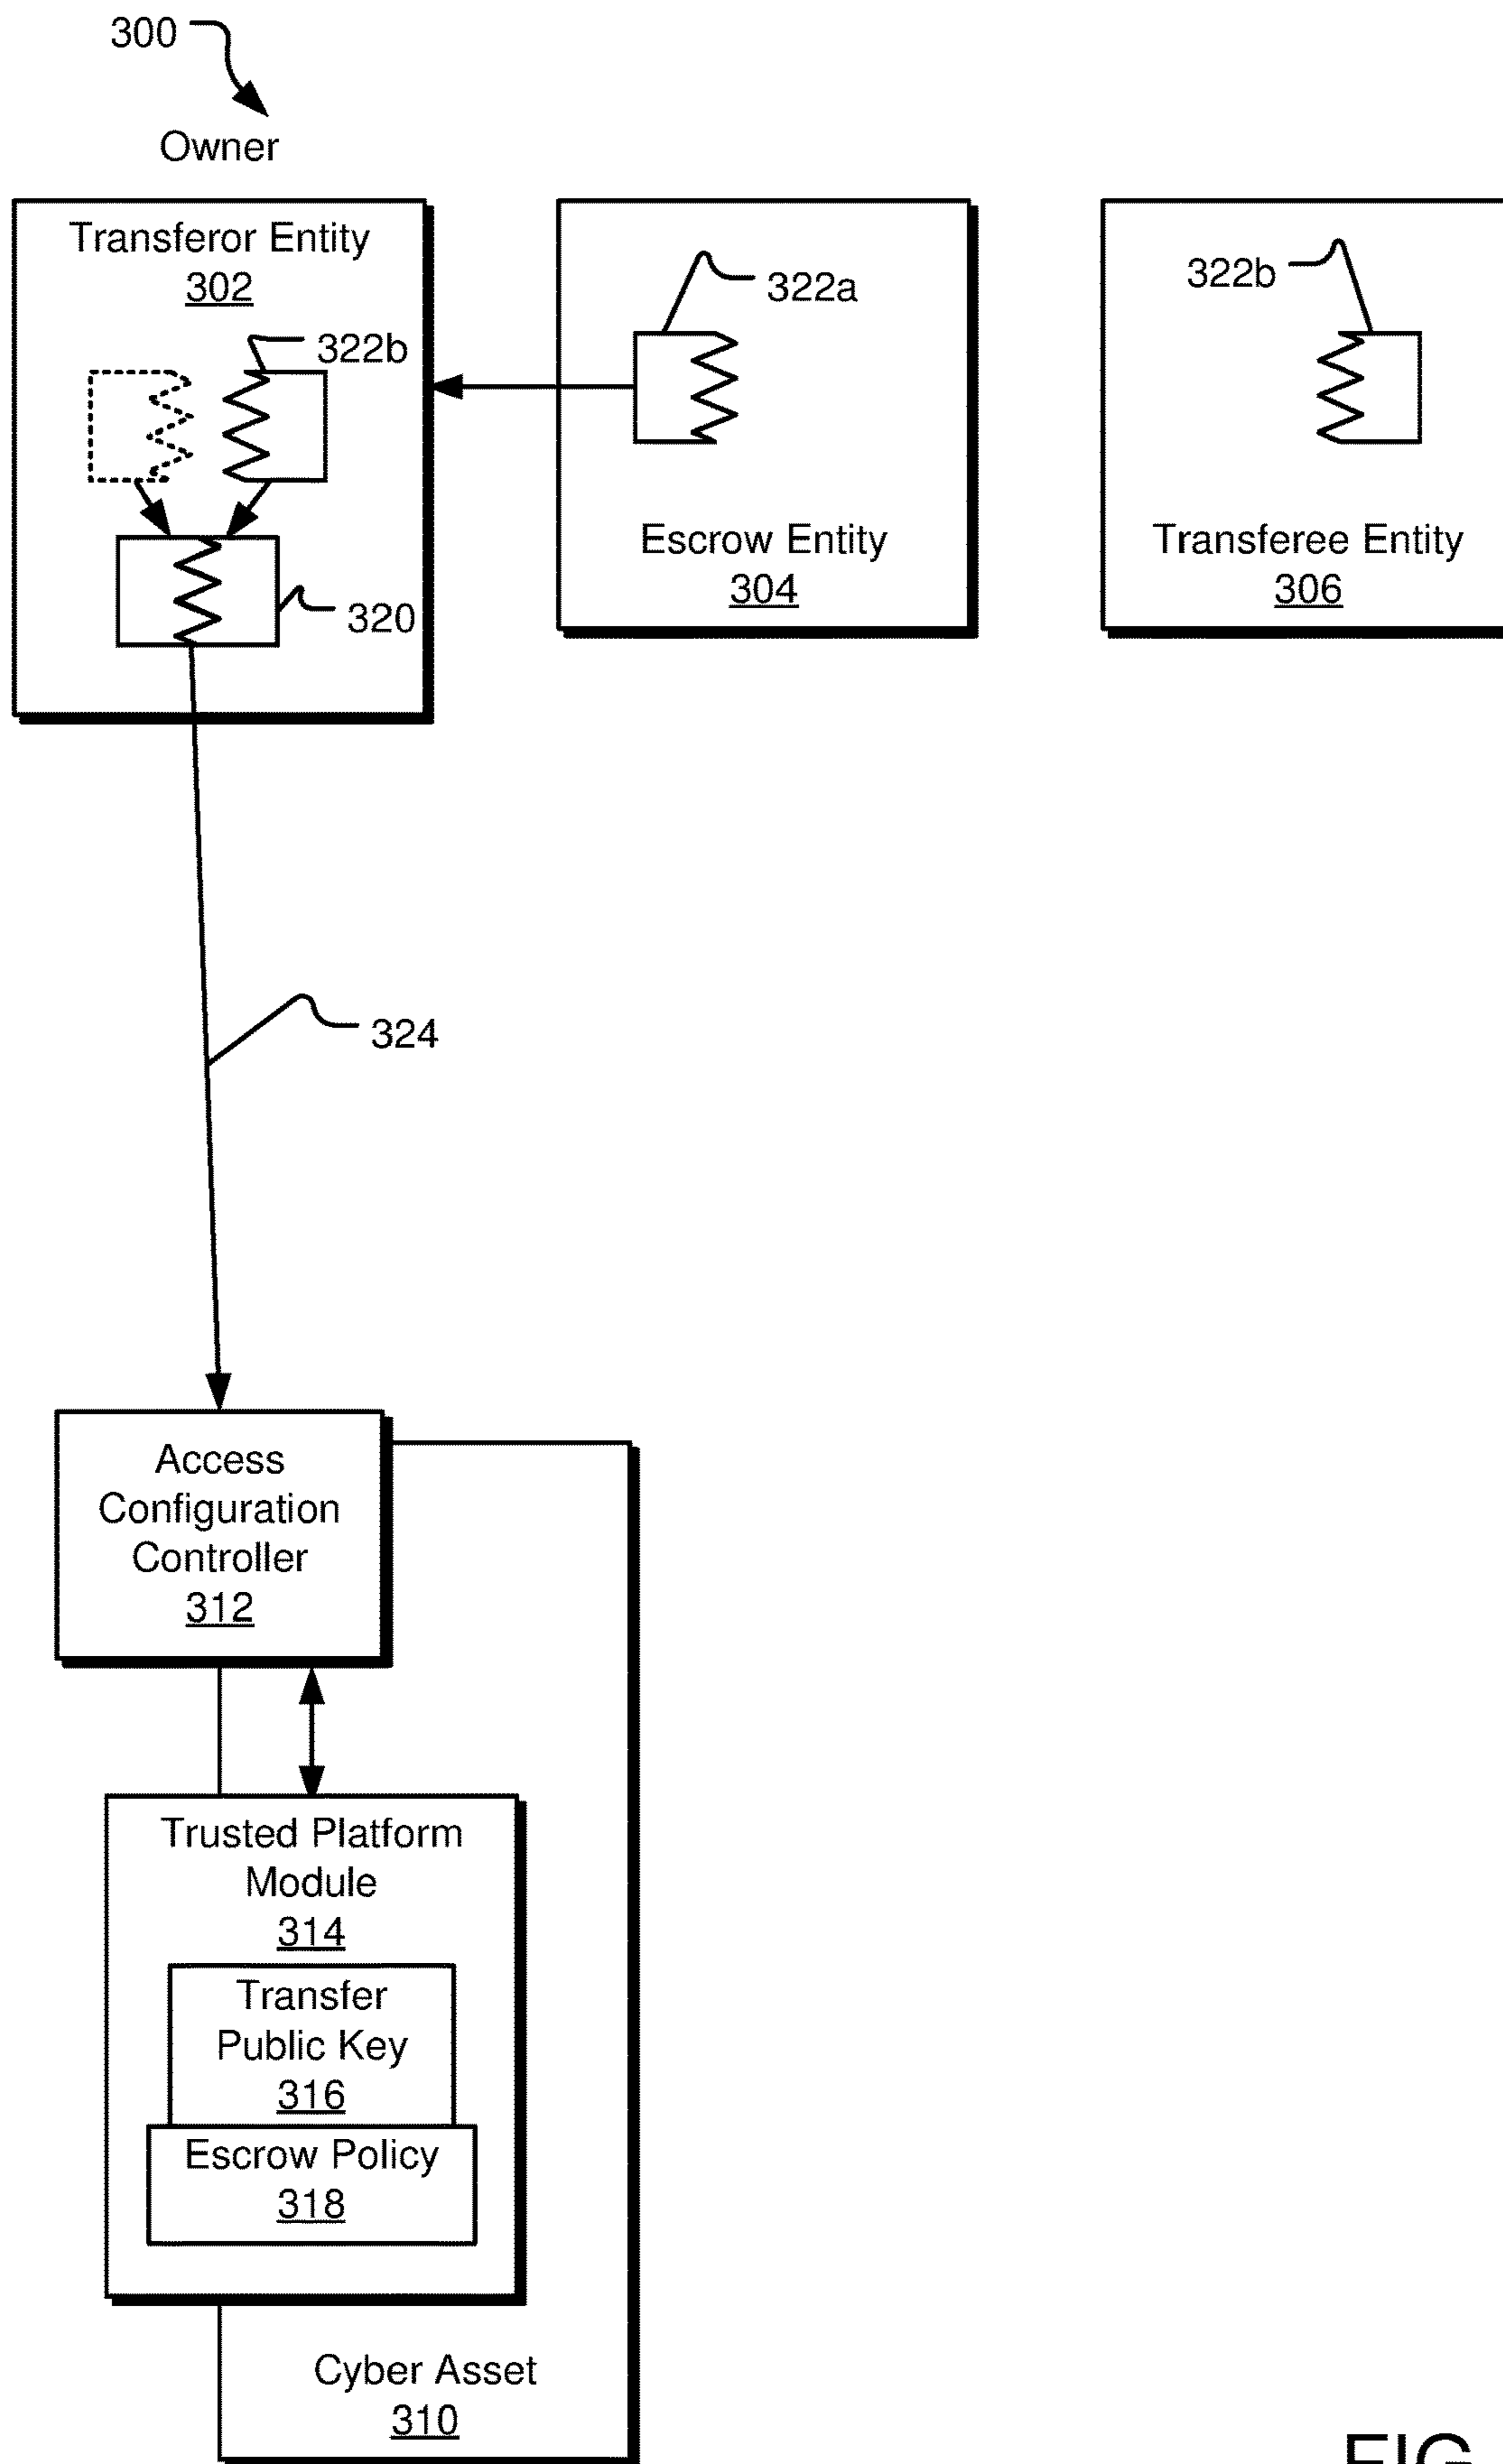 300
Owner
Transferor Entity
302
322b
320
322a
Escrow Entity
304
322b
Transferee Entity
306
324
Access
Configuration
Controller
312
Trusted Platform
Module
314
Transfer
Public Key
316
Escrow Policy
318
Cyber Asset
310
FIG